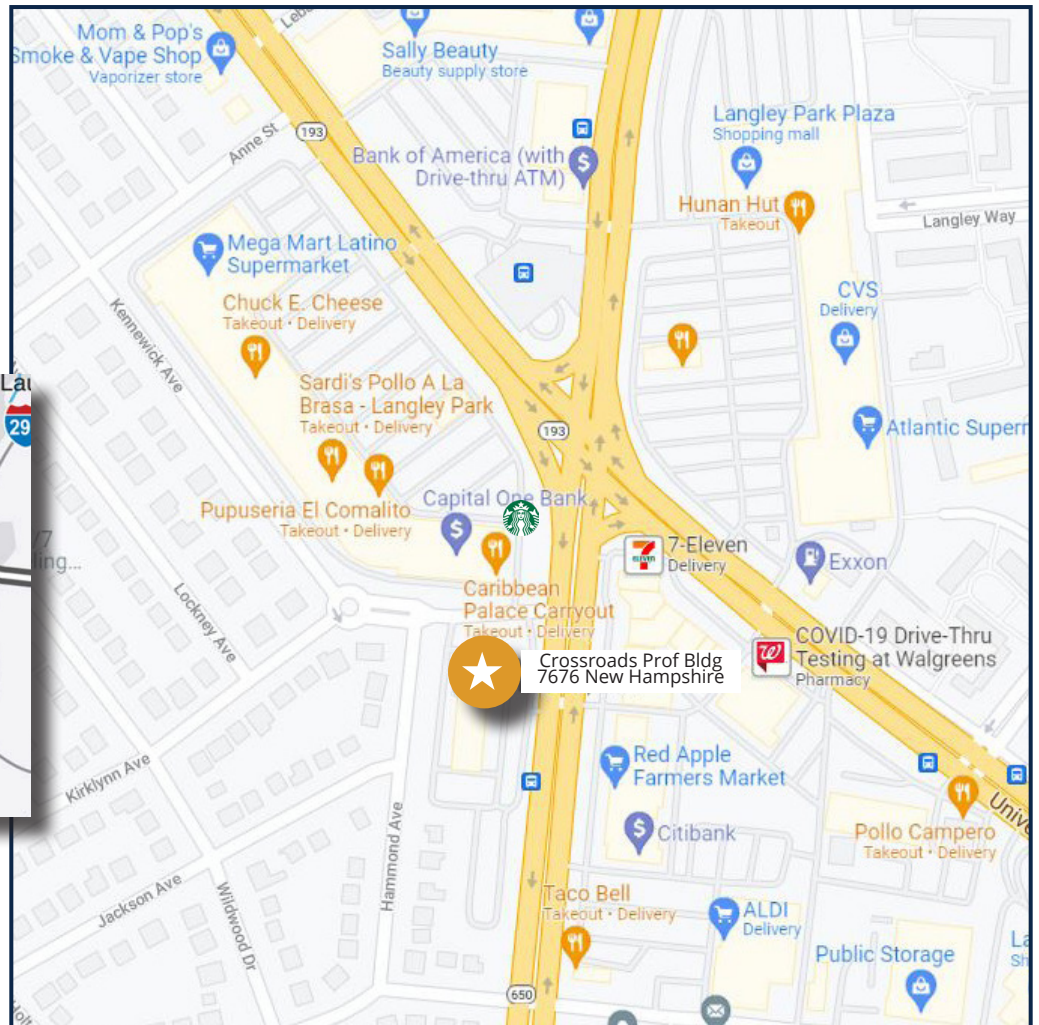 Mom & Pop's
Smoke & Vape Shop
Vaporizer store
Sally Beauty
Beauty supply store
193
Anne St
Bank of America (with
Drive-thru ATM)
Langley Park Plaza
Shopping mall
Hunan Hut
Takeout
Langley Way
Mega Mart Latino
Supermarket
CVS
Delivery
Kennewick Ave
Chuck E. Cheese
Takeout • Delivery
Sardi's Pollo A La
Brasa - Langley Park
Takeout • Delivery
193
Atlantic Superr
29
Capital One Bank
Pupuseria El Comalito
Takeout • Delivery
ling...
7-Eleven
Delivery
Exxon
Lockney Ave
Caribbean
Palace Carryout
Takeout • Delivery
COVID-19 Drive-Thru
Testing at Walgreens
Pharmacy
Crossroads Prof Bldg
7676 New Hampshire
Kirklynn Ave
Red Apple
Farmers Market
Citibank
Pollo Campero
Takeout • Delivery
Hammond Ave
Jackson Ave
Wildwood Dr
Taco Bell
Takeout • Delivery
ALDI
Delivery
Public Storage
650